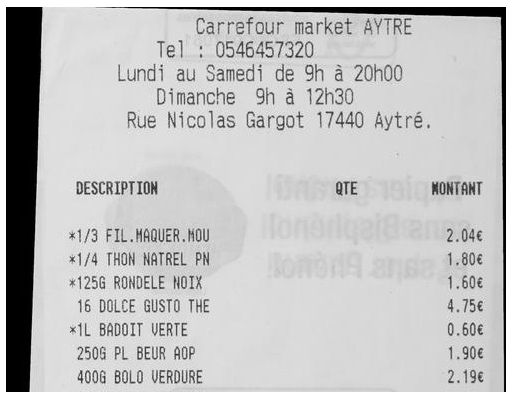 Carrefour market AYTRE
Tel : 0546457320
Lundi au Samedi de 9h à 20h00
Dimanche 9h à 12h30
Rue Nicolas Gargot 17440 Aytré.
DESCRIPTION QTE MONTANT
*1/3 FIL.MAQUER.MOU 2.04€
*1/4 THON NATREL PN 1.80€
*125G RONDELE NOIX 1.60€
16 DOLCE GUSTO THE 4.75€
*1L BADOIT VERTE 0.60€
250G PL BEUR AOP 1.90€
400G BOLO VERDURE 2.19€
Papier garanti
sans Bisphénol
et sans Phénol